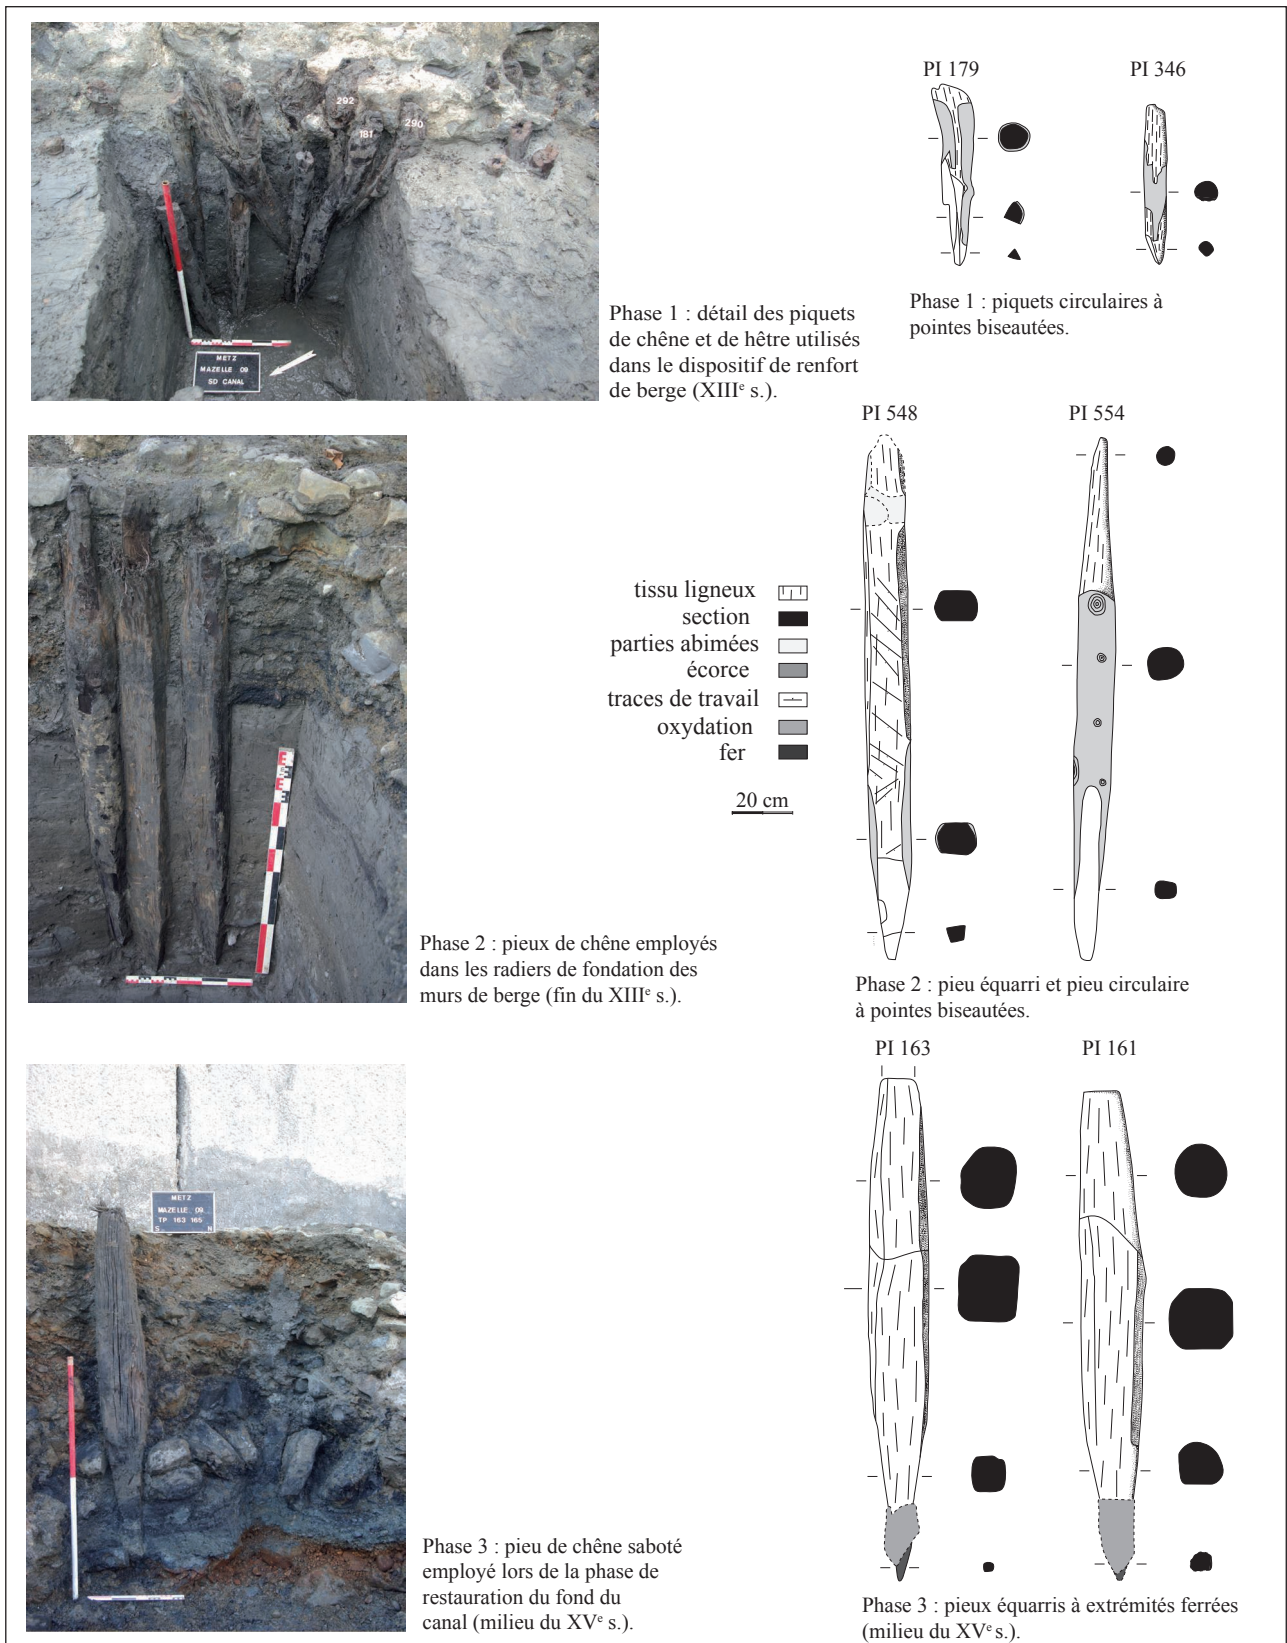 292
181
290
METZ
MAZELLE 09
SD CANAL
Phase 1 : détail des piquets
de chêne et de hêtre utilisés
dans le dispositif de renfort
de berge (XIIIe s.).
PI 179
PI 346
Phase 1 : piquets circulaires à
pointes biseautées.
Phase 2 : pieux de chêne employés
dans les radiers de fondation des
murs de berge (fin du XIIIe s.).
tissu ligneux
section
parties abimées
écorce
traces de travail
oxydation
fer
20 cm
PI 548
PI 554
Phase 2 : pieu équarri et pieu circulaire
à pointes biseautées.
METZ
MAZELLE 09
TP 163 165
S N
Phase 3 : pieu de chêne saboté
employé lors de la phase de
restauration du fond du
canal (milieu du XVe s.).
PI 163
PI 161
Phase 3 : pieux équarris à extrémités ferrées
(milieu du XVe s.).